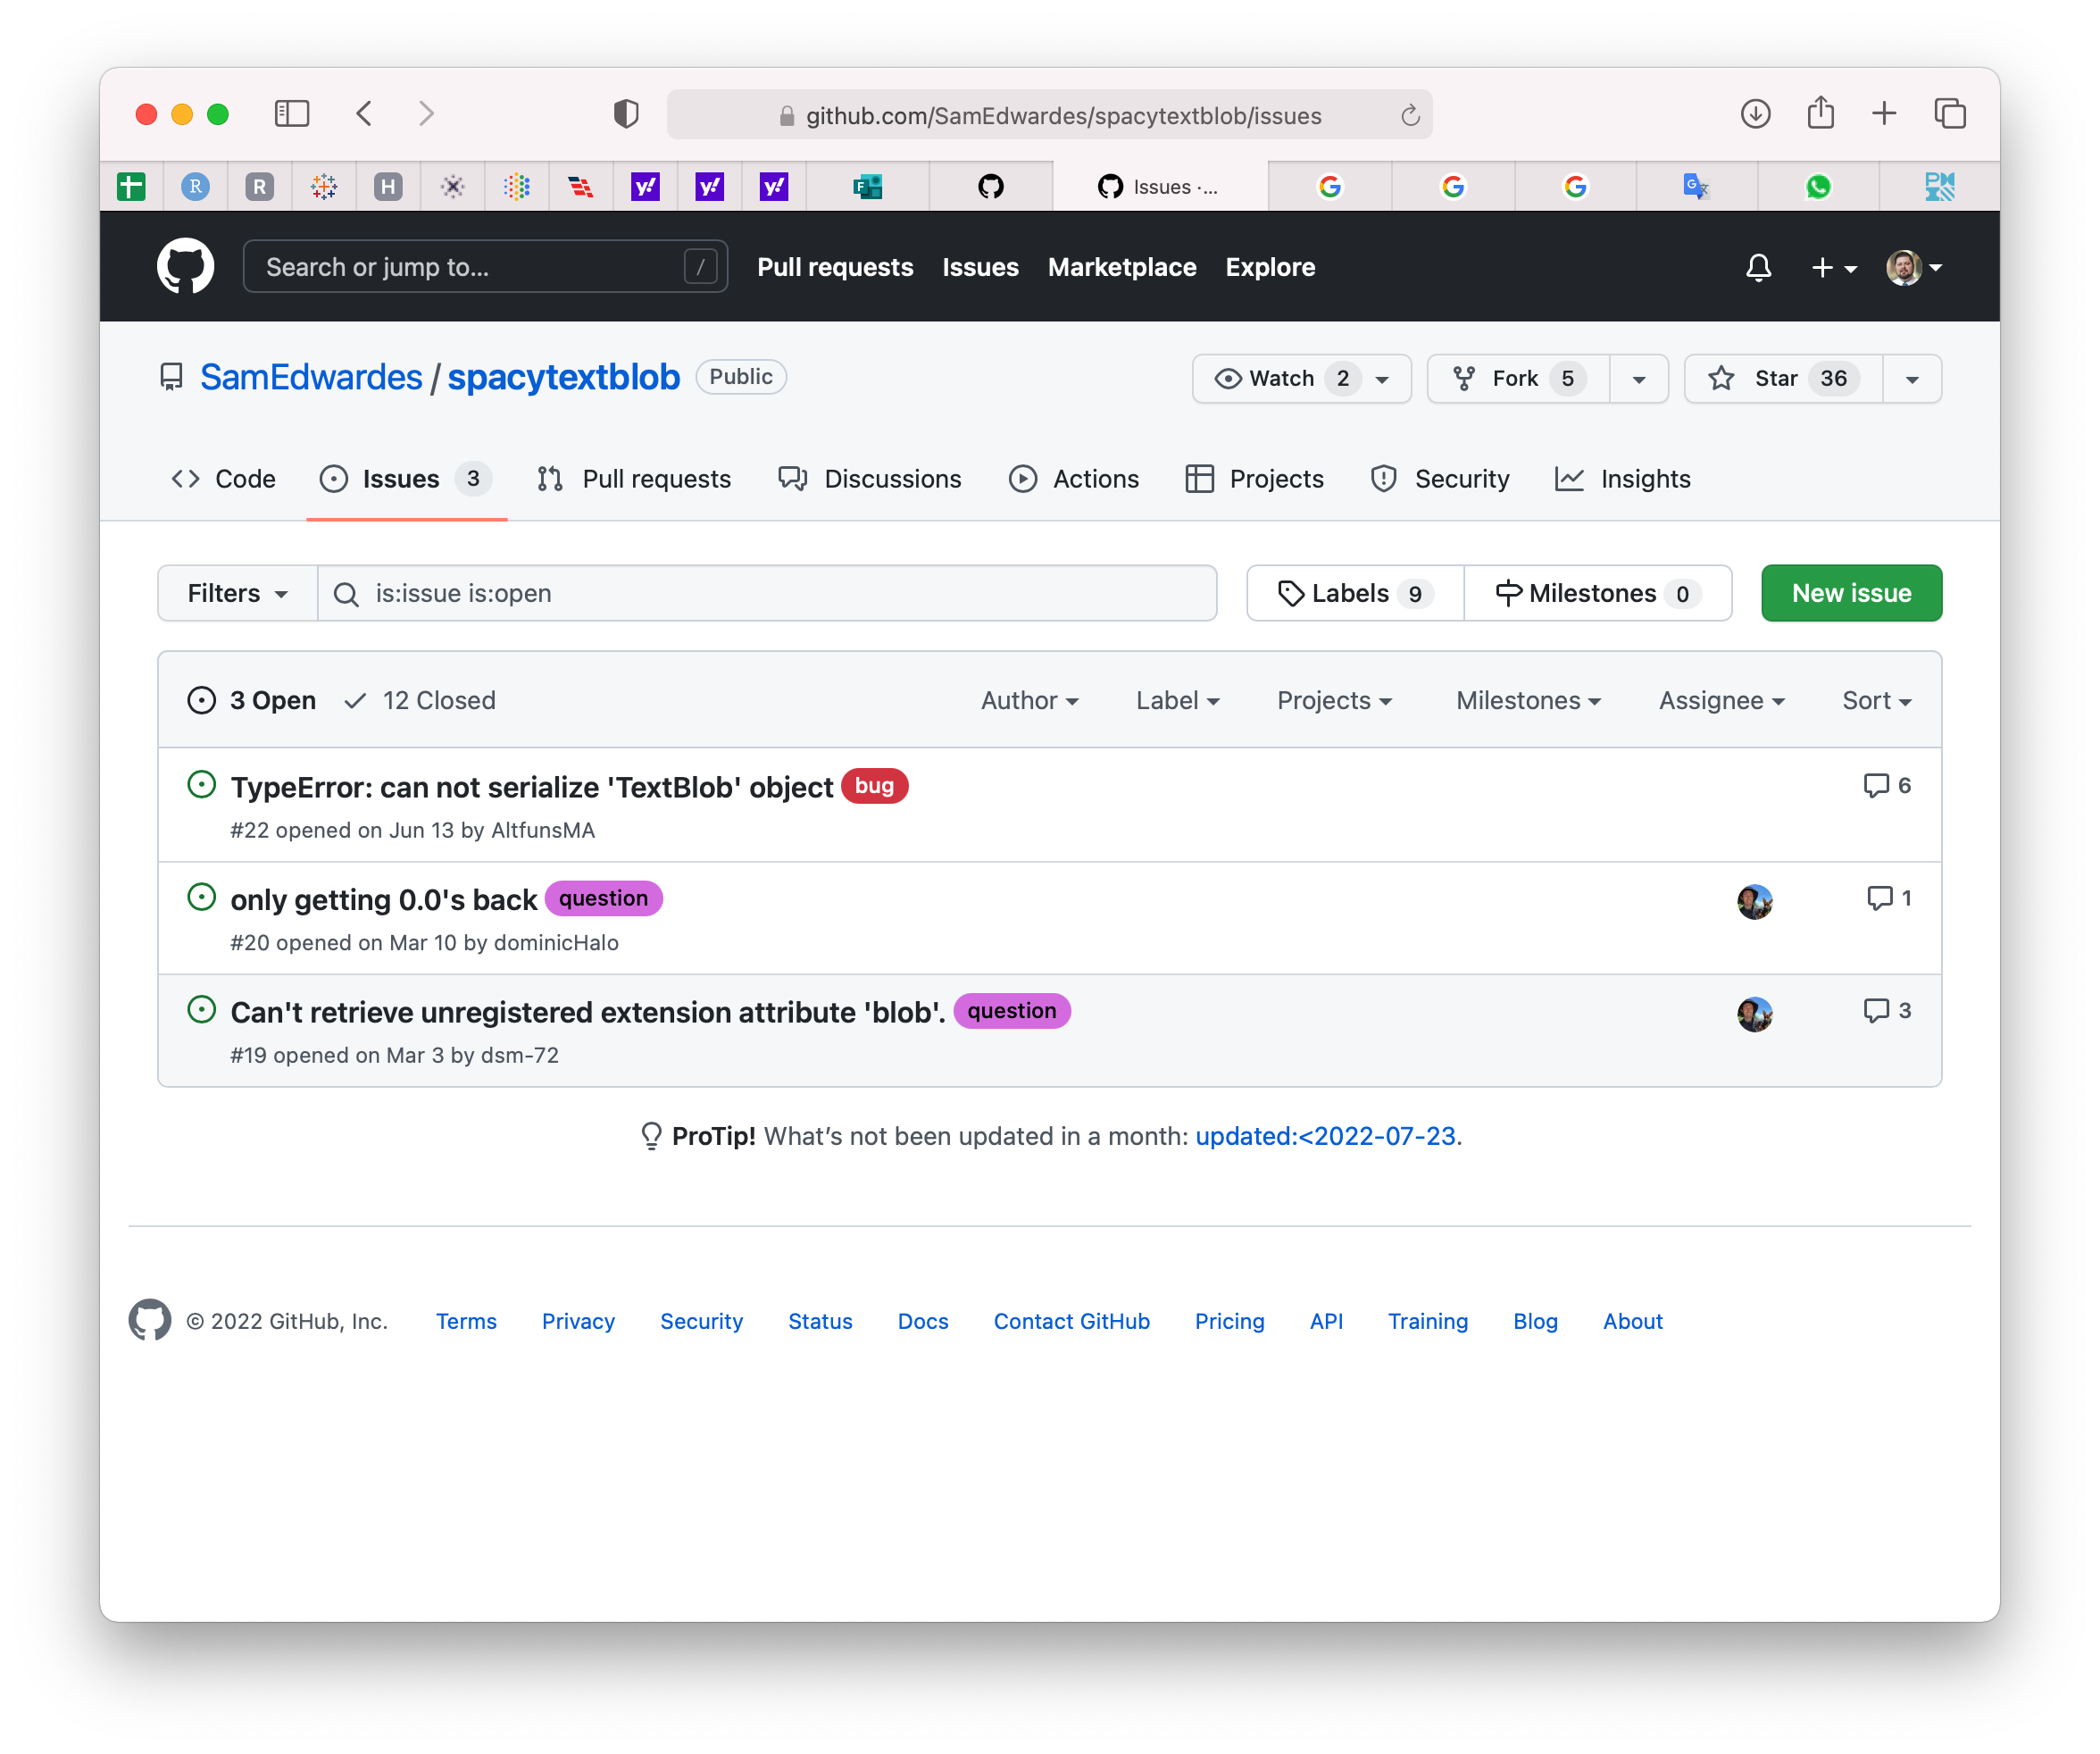 github.com/SamEdwardes/spacytextblob/issues
R R H y! y! y! F Issues ·... G G G G PM
Search or jump to... / Pull requests Issues Marketplace Explore
SamEdwardes / spacytextblob Public Watch 2 Fork 5 Star 36
Code Issues 3 Pull requests Discussions Actions Projects Security Insights
Filters is:issue is:open Labels 9 Milestones 0 New issue
3 Open 12 Closed Author Label Projects Milestones Assignee Sort
TypeError: can not serialize 'TextBlob' object bug 6
#22 opened on Jun 13 by AltfunsMA
only getting 0.0's back question 1
#20 opened on Mar 10 by dominicHalo
Can't retrieve unregistered extension attribute 'blob'. question 3
#19 opened on Mar 3 by dsm-72
ProTip! What’s not been updated in a month: updated:<2022-07-23.
© 2022 GitHub, Inc. Terms Privacy Security Status Docs Contact GitHub Pricing API Training Blog About